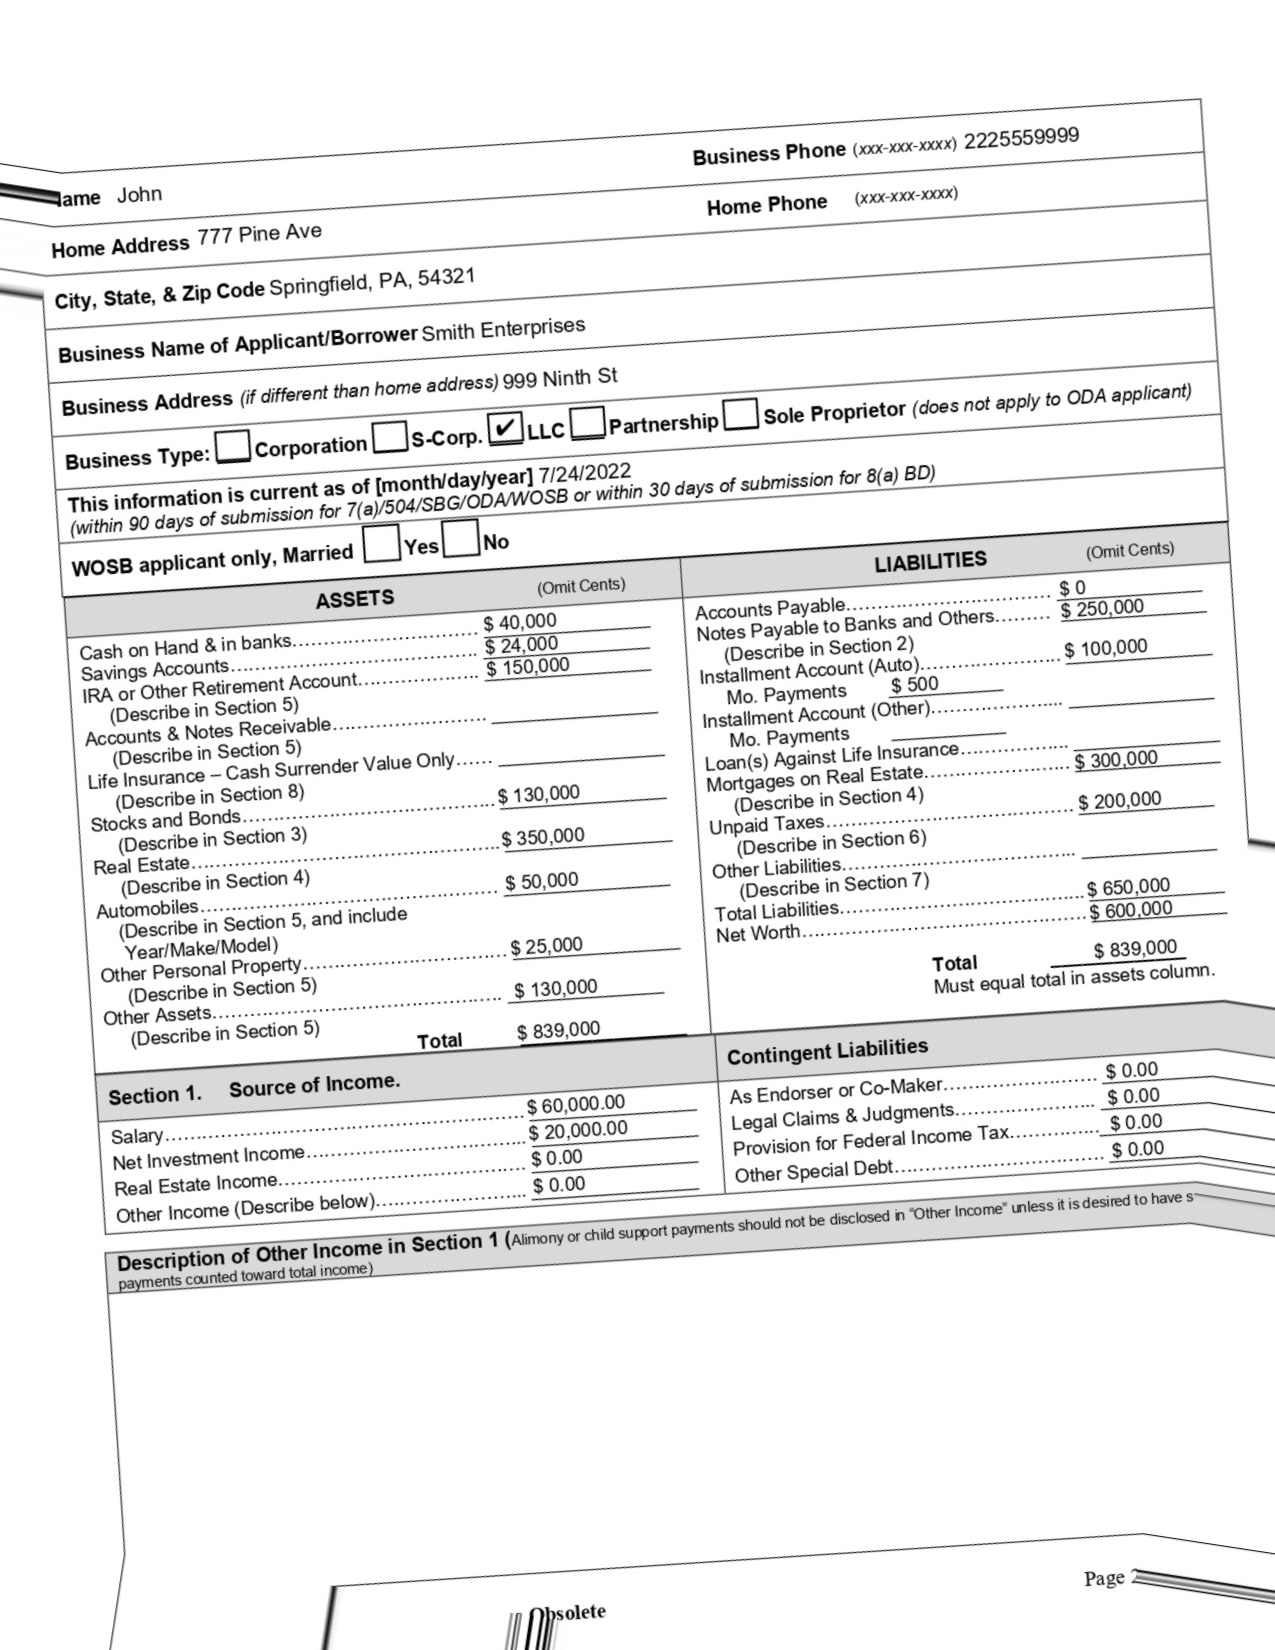 Name John Business Phone (xxx-xxx-xxxx) 2225559999
Home Address 777 Pine Ave Home Phone (xxx-xxx-xxxx)
City, State, & Zip Code Springfield, PA, 54321
Business Name of Applicant/Borrower Smith Enterprises
Business Address (if different than home address) 999 Ninth St
Business Type: Corporation S-Corp. ✔ LLC Partnership Sole Proprietor (does not apply to ODA applicant)
This information is current as of [month/day/year] 7/24/2022
(within 90 days of submission for 7(a)/504/SBG/ODA/WOSB or within 30 days of submission for 8(a) BD)
WOSB applicant only, Married Yes No
ASSETS (Omit Cents)
Cash on Hand & in banks........ $ 40,000
Savings Accounts........ $ 24,000
IRA or Other Retirement Account........ $ 150,000
(Describe in Section 5)
Accounts & Notes Receivable........
(Describe in Section 5)
Life Insurance – Cash Surrender Value Only......
(Describe in Section 8)
Stocks and Bonds........ $ 130,000
(Describe in Section 3)
Real Estate........ $ 350,000
(Describe in Section 4)
Automobiles........ $ 50,000
(Describe in Section 5, and include
Year/Make/Model)
Other Personal Property........ $ 25,000
(Describe in Section 5)
Other Assets........ $ 130,000
(Describe in Section 5)
Total $ 839,000
LIABILITIES (Omit Cents)
Accounts Payable........ $ 0
Notes Payable to Banks and Others......... $ 250,000
(Describe in Section 2)
Installment Account (Auto)........ $ 100,000
Mo. Payments $ 500
Installment Account (Other)........
Mo. Payments
Loan(s) Against Life Insurance........
Mortgages on Real Estate........ $ 300,000
(Describe in Section 4)
Unpaid Taxes........ $ 200,000
(Describe in Section 6)
Other Liabilities........
(Describe in Section 7)
Total Liabilities........ $ 650,000
Net Worth........ $ 600,000
Total $ 839,000
Must equal total in assets column.
Section 1. Source of Income.
Salary........ $ 60,000.00
Net Investment Income........ $ 20,000.00
Real Estate Income........ $ 0.00
Other Income (Describe below)........ $ 0.00
Contingent Liabilities
As Endorser or Co-Maker........ $ 0.00
Legal Claims & Judgments........ $ 0.00
Provision for Federal Income Tax........ $ 0.00
Other Special Debt........ $ 0.00
Description of Other Income in Section 1 (Alimony or child support payments should not be disclosed in "Other Income" unless it is desired to have
payments counted toward total income)
Obsolete
Page